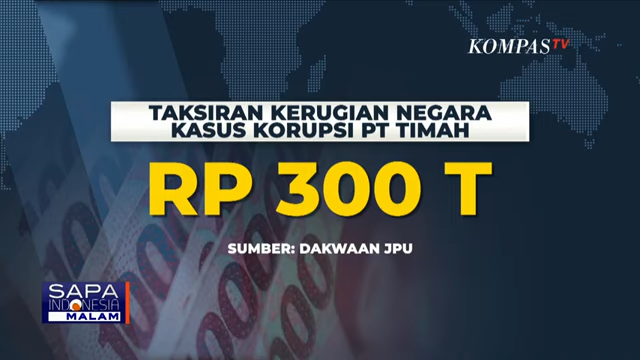 KOMPASTV
TAKSIRAN KERUGIAN NEGARA
KASUS KORUPSI PT TIMAH
RP 300 T
SUMBER: DAKWAAN JPU
SAPA
INDONESIA
MALAM